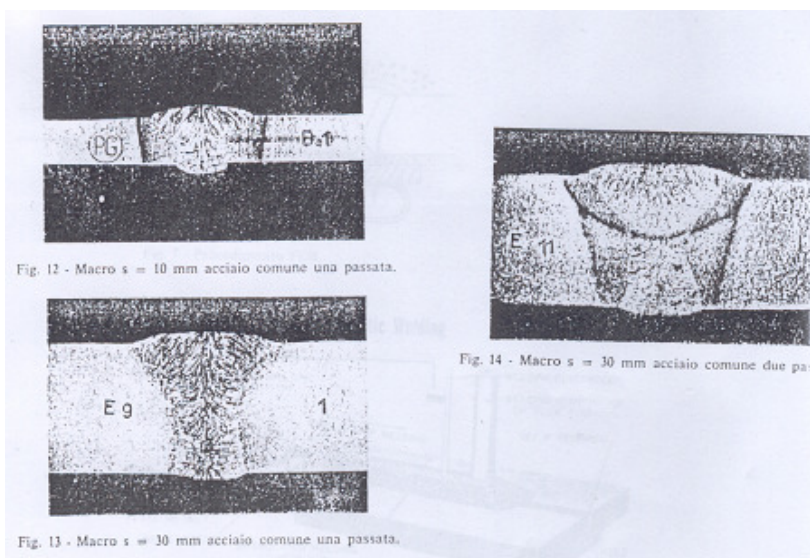 PG
Fig. 12 - Macro s = 10 mm acciaio comune una passata.
E 11
Fig. 14 - Macro s = 30 mm acciaio comune due pa-
E g 1
Fig. 13 - Macro s = 30 mm acciaio comune una passata.